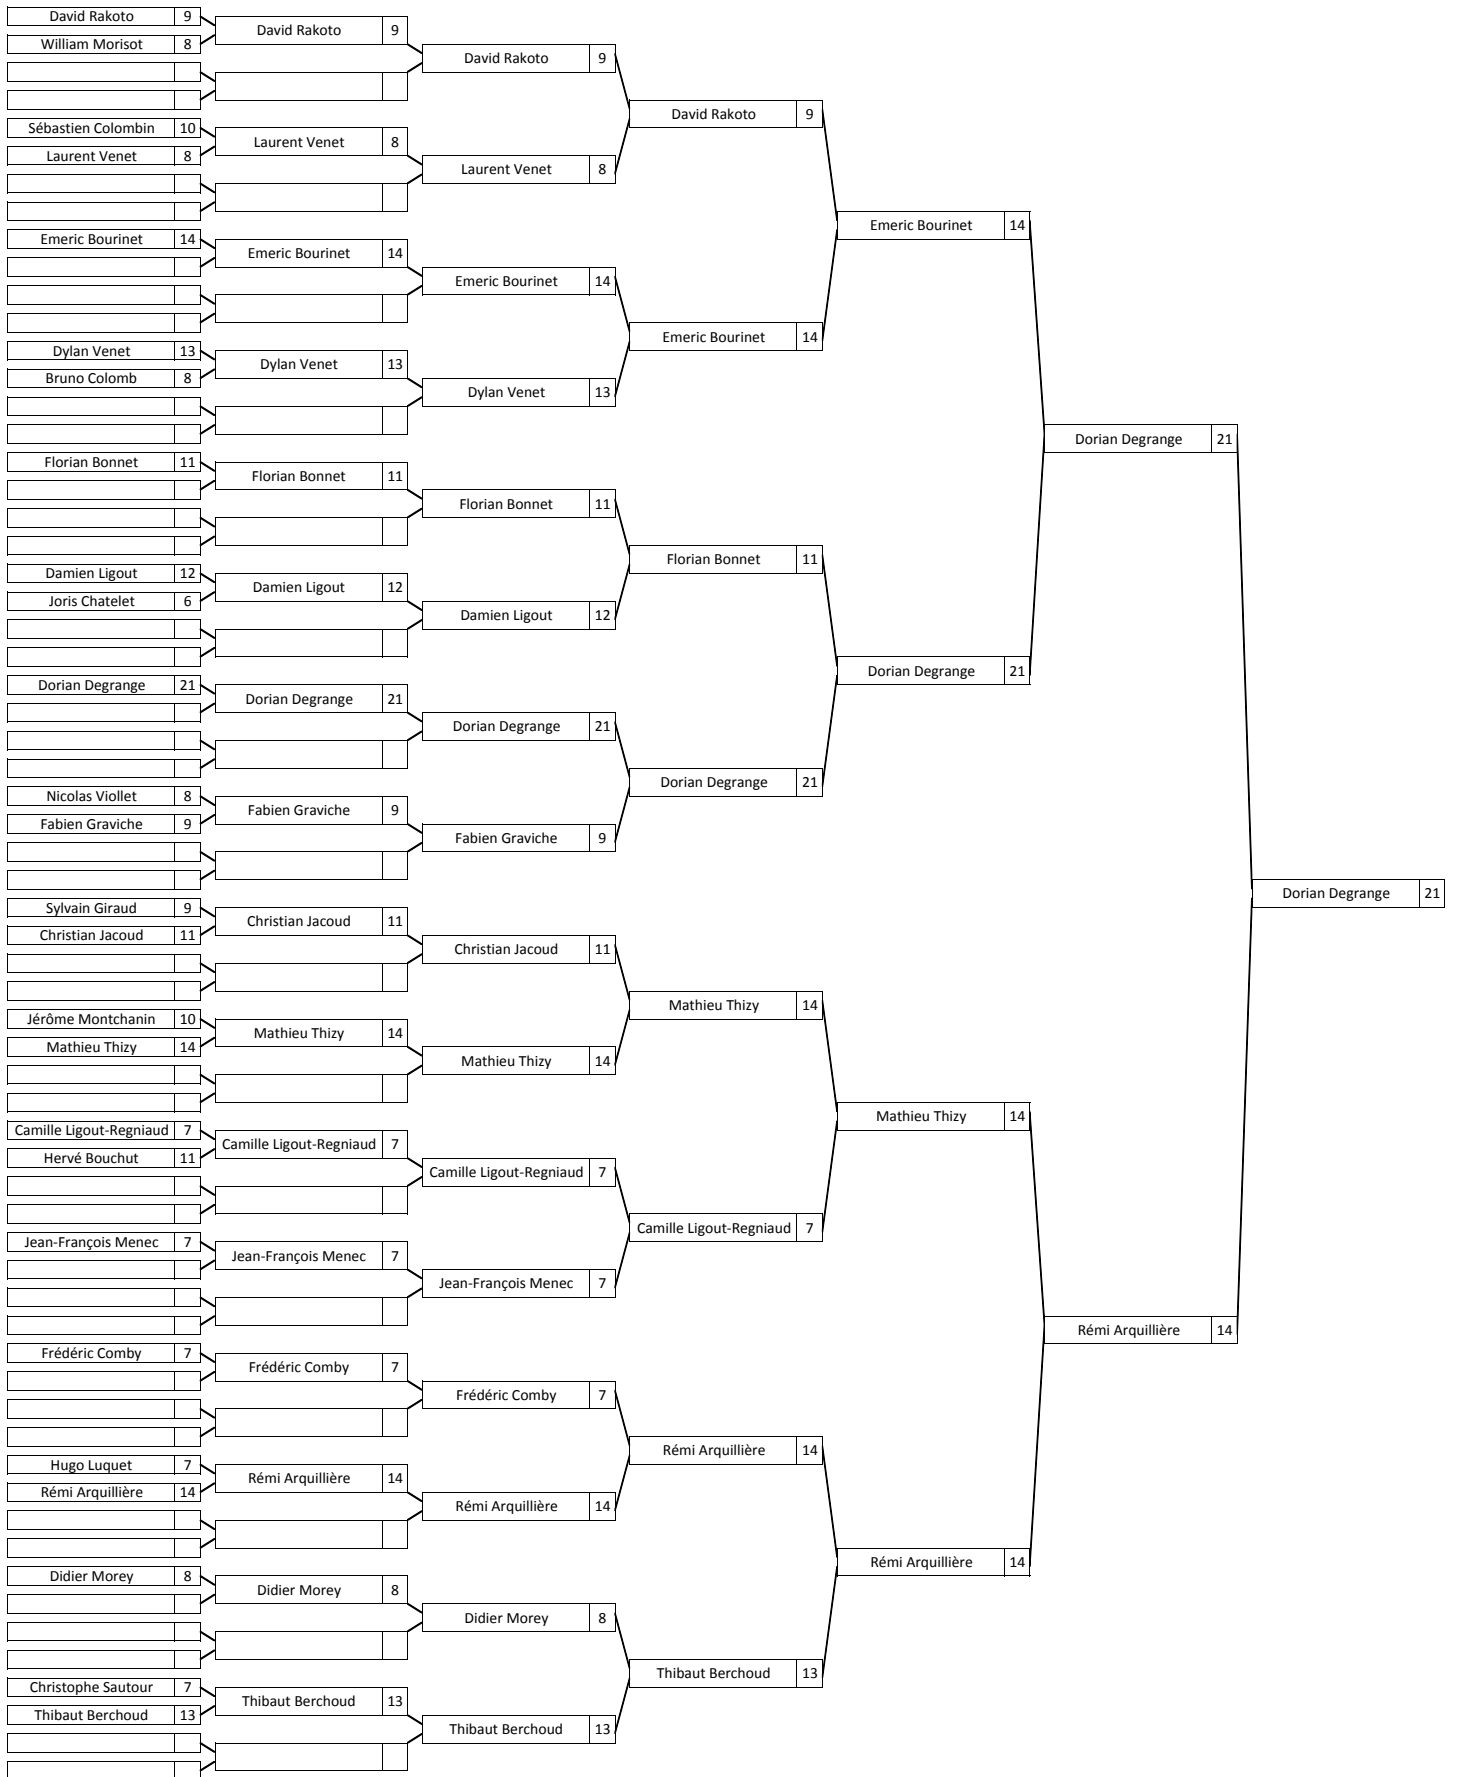 David Rakoto 9
William Morisot 8
Sébastien Colombin 10
Laurent Venet 8
Emeric Bourinet 14
Dylan Venet 13
Bruno Colomb 8
Florian Bonnet 11
Damien Ligout 12
Joris Chatelet 6
Dorian Degrange 21
Nicolas Viollet 8
Fabien Graviche 9
Sylvain Giraud 9
Christian Jacoud 11
Jérôme Montchanin 10
Mathieu Thizy 14
Camille Ligout-Regniaud 7
Hervé Bouchut 11
Jean-François Menec 7
Frédéric Comby 7
Hugo Luquet 7
Rémi Arquillière 14
Didier Morey 8
Christophe Sautour 7
Thibaut Berchoud 13
David Rakoto 9
Laurent Venet 8
Emeric Bourinet 14
Dylan Venet 13
Florian Bonnet 11
Damien Ligout 12
Dorian Degrange 21
Fabien Graviche 9
Christian Jacoud 11
Mathieu Thizy 14
Camille Ligout-Regniaud 7
Jean-François Menec 7
Frédéric Comby 7
Rémi Arquillière 14
Didier Morey 8
Thibaut Berchoud 13
David Rakoto 9
Laurent Venet 8
Emeric Bourinet 14
Dylan Venet 13
Florian Bonnet 11
Damien Ligout 12
Dorian Degrange 21
Fabien Graviche 9
Christian Jacoud 11
Mathieu Thizy 14
Camille Ligout-Regniaud 7
Jean-François Menec 7
Frédéric Comby 7
Rémi Arquillière 14
Didier Morey 8
Thibaut Berchoud 13
David Rakoto 9
Emeric Bourinet 14
Florian Bonnet 11
Dorian Degrange 21
Mathieu Thizy 14
Camille Ligout-Regniaud 7
Rémi Arquillière 14
Thibaut Berchoud 13
Emeric Bourinet 14
Dorian Degrange 21
Mathieu Thizy 14
Rémi Arquillière 14
Dorian Degrange 21
Rémi Arquillière 14
Dorian Degrange 21